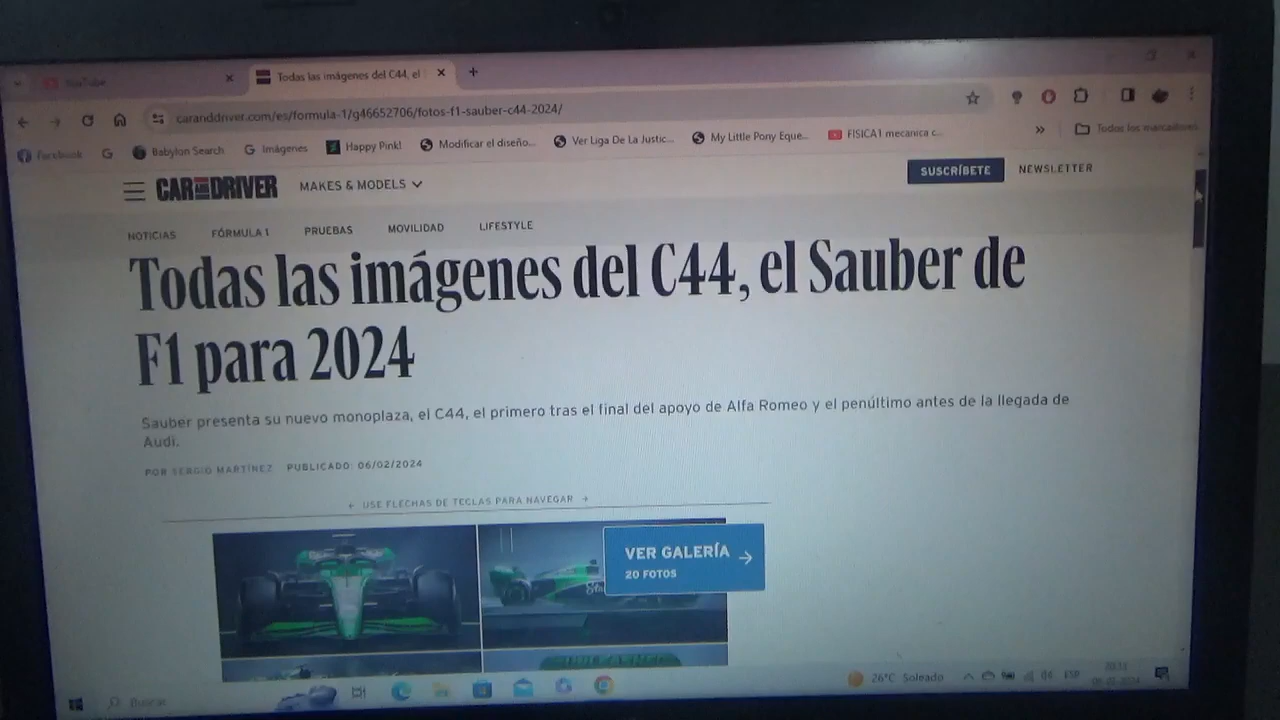 YouTube
Todas las imágenes del C44, el
caranddriver.com/es/formula-1/g46652706/fotos-f1-sauber-c44-2024/
Facebook
Babylon Search
Imágenes
Happy Pink!
Modificar el diseño...
Ver Liga De La Justic...
My Little Pony Eque...
FISICA1 mecanica c...
»
Todos los marcadores
CAR AND DRIVER
MAKES & MODELS
SUSCRÍBETE
NEWSLETTER
NOTICIAS
FÓRMULA 1
PRUEBAS
MOVILIDAD
LIFESTYLE
Todas las imágenes del C44, el Sauber de
F1 para 2024
Sauber presenta su nuevo monoplaza, el C44, el primero tras el final del apoyo de Alfa Romeo y el penúltimo antes de la llegada de
Audi.
POR SERGIO MARTÍNEZ PUBLICADO: 06/02/2024
← USE FLECHAS DE TECLAS PARA NAVEGAR →
VER GALERÍA →
20 FOTOS
Buscar
26°C Soleado
ESP